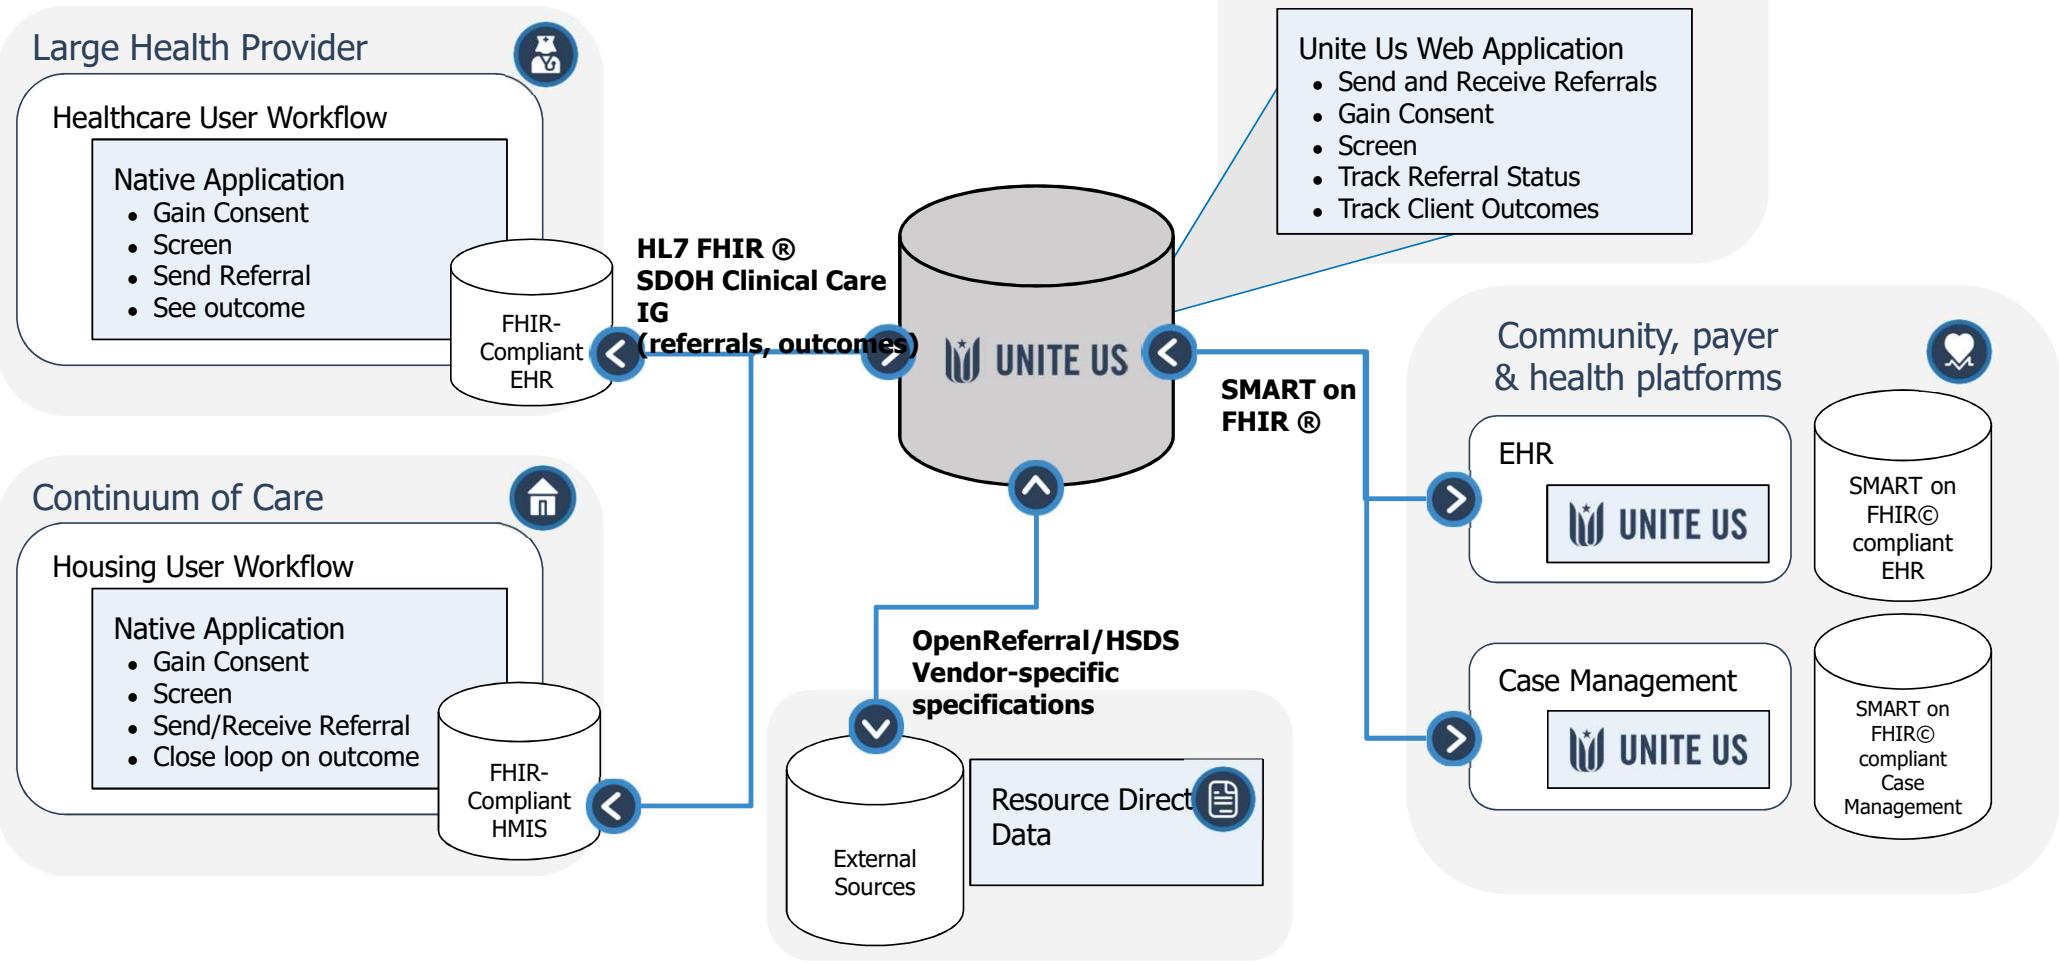 Large Health Provider
Healthcare User Workflow
Native Application
• Gain Consent
• Screen
• Send Referral
• See outcome
FHIR-
Compliant
EHR
HL7 FHIR ®
SDOH Clinical Care
IG
(referrals, outcomes)
UNITE US
Unite Us Web Application
• Send and Receive Referrals
• Gain Consent
• Screen
• Track Referral Status
• Track Client Outcomes
SMART on
FHIR ®
Community, payer
& health platforms
EHR
UNITE US
SMART on
FHIR©
compliant
EHR
Case Management
UNITE US
SMART on
FHIR©
compliant
Case
Management
Continuum of Care
Housing User Workflow
Native Application
• Gain Consent
• Screen
• Send/Receive Referral
• Close loop on outcome
FHIR-
Compliant
HMIS
OpenReferral/HSDS
Vendor-specific
specifications
External
Sources
Resource Direct
Data